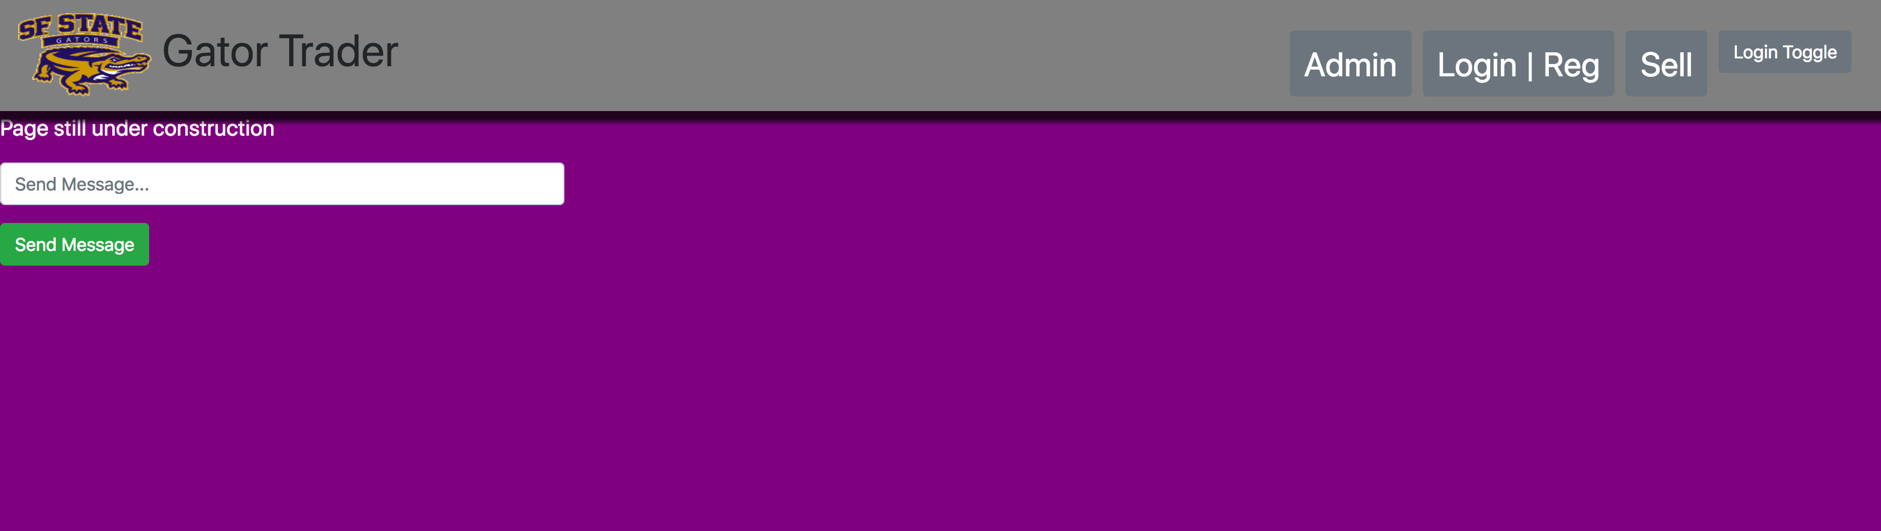 SF STATE
GATORS
Gator Trader
Admin
Login | Reg
Sell
Login Toggle
Page still under construction
Send Message...
Send Message